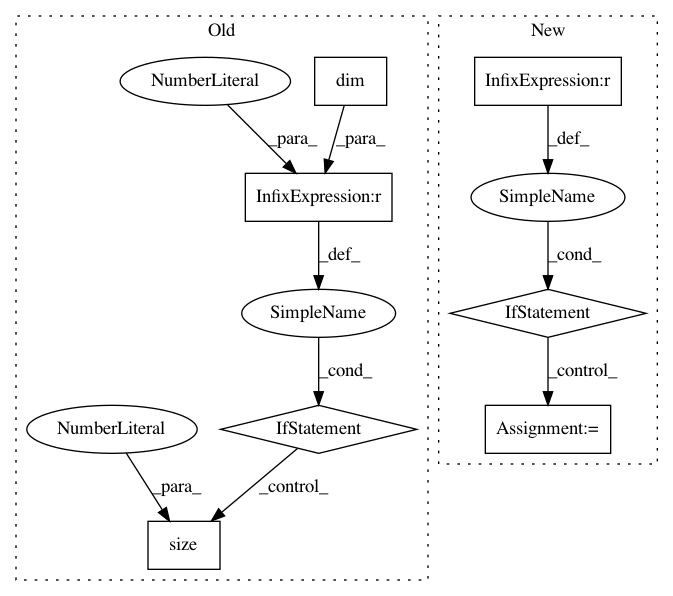 Old
New
NumberLiteral
dim
InfixExpression:r
_para_
_para_
_def_
InfixExpression:r
SimpleName
_def_
_cond_
SimpleName
_cond_
NumberLiteral
IfStatement
IfStatement
_control_
_para_
_control_
Assignment:=
size